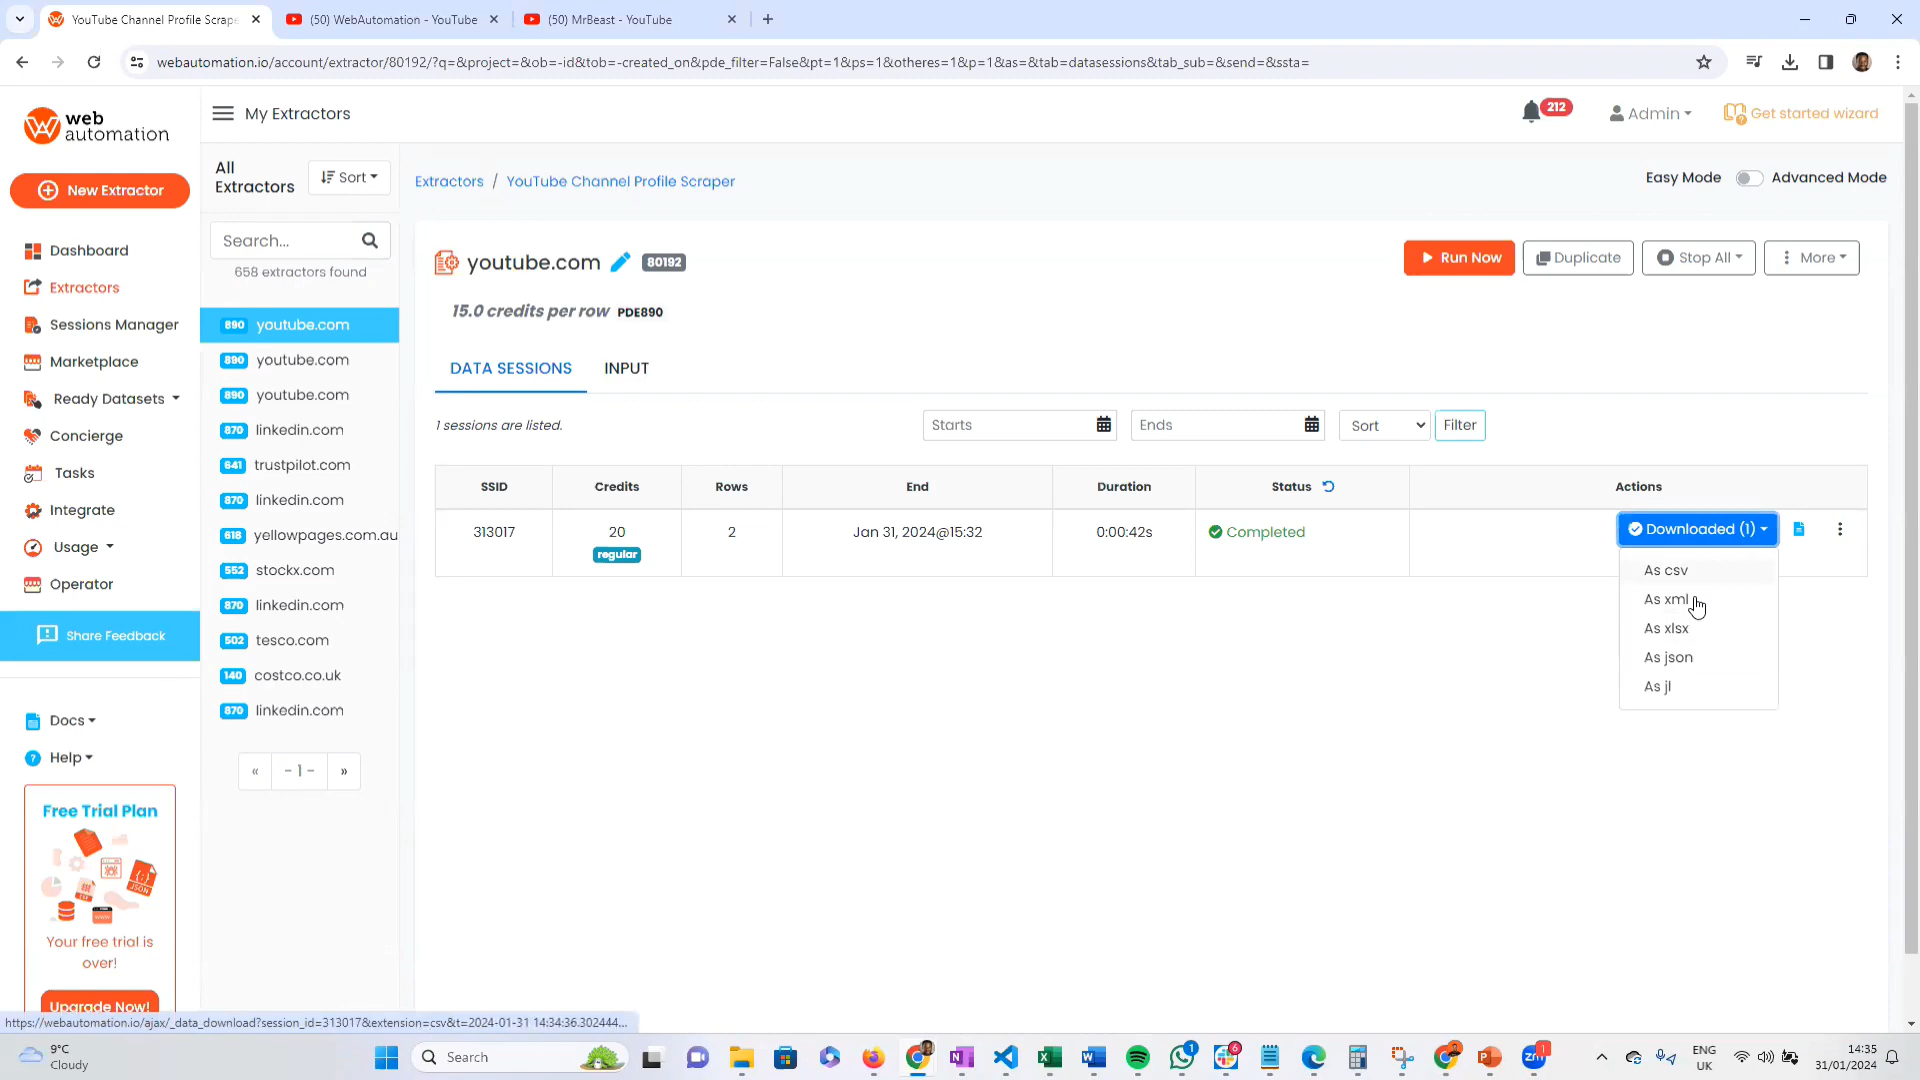 YouTube Channel Profile Scrape
(50) WebAutomation - YouTube
(50) MrBeast - YouTube
webautomation.io/account/extractor/80192/?q=&project=&ob=-id&tob=-created_on&pde_filter=False&pt=1&ps=1&otheres=1&p=1&as=&tab=datasessions&tab_sub=&send=&ssta=
web
automation
My Extractors
212
Admin
Get started wizard
New Extractor
Dashboard
Extractors
Sessions Manager
Marketplace
Ready Datasets
Concierge
Tasks
Integrate
Usage
Operator
Share Feedback
Docs
Help
Free Trial Plan
JSON
Your free trial is
over!
Upgrade Now!
All
Extractors
Sort
Search...
658 extractors found
890 youtube.com
890 youtube.com
890 youtube.com
870 linkedin.com
641 trustpilot.com
870 linkedin.com
618 yellowpages.com.au
552 stockx.com
870 linkedin.com
502 tesco.com
140 costco.co.uk
870 linkedin.com
« - 1 - »
Extractors / YouTube Channel Profile Scraper
Easy Mode
Advanced Mode
youtube.com 80192
Run Now
Duplicate
Stop All
More
15.0 credits per row PDE890
DATA SESSIONS
INPUT
1 sessions are listed.
Starts
Ends
Sort
Filter
SSID Credits Rows End Duration Status Actions
313017 20 2 Jan 31, 2024@15:32 0:00:42s Completed Downloaded (1)
regular
As csv
As xml
As xlsx
As json
As jl
https://webautomation.io/ajax/_data_download?session_id=313017&extension=csv&t=2024-01-31 14:34:36.302444...
9°C
Cloudy
Search
1
6
1
ENG
UK
14:35
31/01/2024